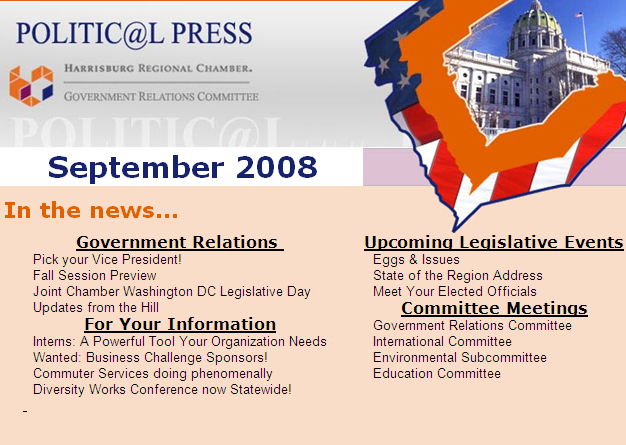 POLITIC@L PRESS
HARRISBURG REGIONAL CHAMBER.
GOVERNMENT RELATIONS COMMITTEE
POLITIC@L......
September 2008
In the news...
Government Relations
Pick your Vice President!
Fall Session Preview
Joint Chamber Washington DC Legislative Day
Updates from the Hill
For Your Information
Interns: A Powerful Tool Your Organization Needs
Wanted: Business Challenge Sponsors!
Commuter Services doing phenomenally
Diversity Works Conference now Statewide!
-
Upcoming Legislative Events
Eggs & Issues
State of the Region Address
Meet Your Elected Officials
Committee Meetings
Government Relations Committee
International Committee
Environmental Subcommittee
Education Committee